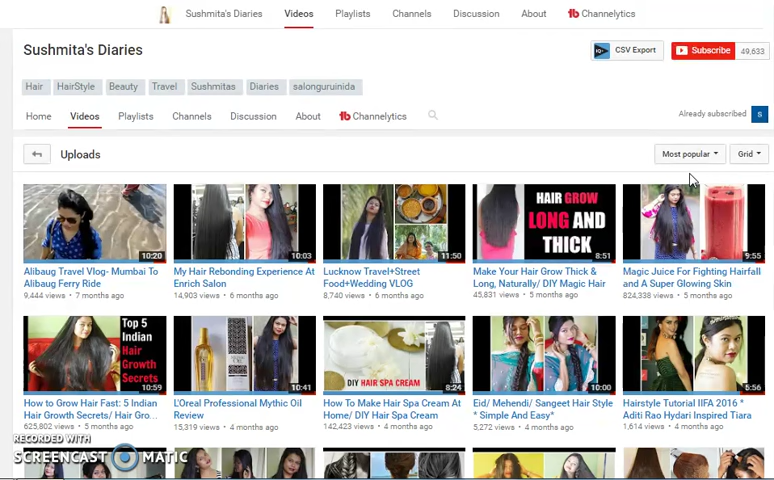 Sushmita's Diaries Videos Playlists Channels Discussion About tb Channelytics
Sushmita's Diaries
CSV Export
Subscribe 49,633
Hair HairStyle Beauty Travel Sushmitas Diaries salonguruinida
Home Videos Playlists Channels Discussion About tb Channelytics
Already subscribed s
Uploads
Most popular Grid
10:20
10:03
11:50
HAIR GROW
LONG AND
THICK
8:51
9:55
Alibaug Travel Vlog- Mumbai To
Alibaug Ferry Ride
9,444 views • 7 months ago
My Hair Rebonding Experience At
Enrich Salon
14,903 views • 6 months ago
Lucknow Travel+Street
Food+Wedding VLOG
8,740 views • 6 months ago
Make Your Hair Grow Thick &
Long, Naturally/ DIY Magic Hair
45,831 views • 5 months ago
Magic Juice For Fighting Hairfall
and A Super Glowing Skin
824,338 views • 5 months ago
Top 5
Indian
Hair
Growth
Secrets
10:59
10:41
DIY HAIR SPA CREAM
8:24
10:00
5:56
How to Grow Hair Fast: 5 Indian
Hair Growth Secrets/ Hair Gro...
625,802 views • 5 months ago
L'Oreal Professional Mythic Oil
Review
15,319 views • 4 months ago
How To Make Hair Spa Cream At
Home/ DIY Hair Spa Cream
142,423 views • 4 months ago
Eid/ Mehendi/ Sangeet Hair Style
* Simple And Easy*
5,272 views • 4 months ago
Hairstyle Tutorial IIFA 2016 *
Aditi Rao Hydari Inspired Tiara
1,614 views • 4 months ago
RECORDED WITH
SCREENCAST MATIC